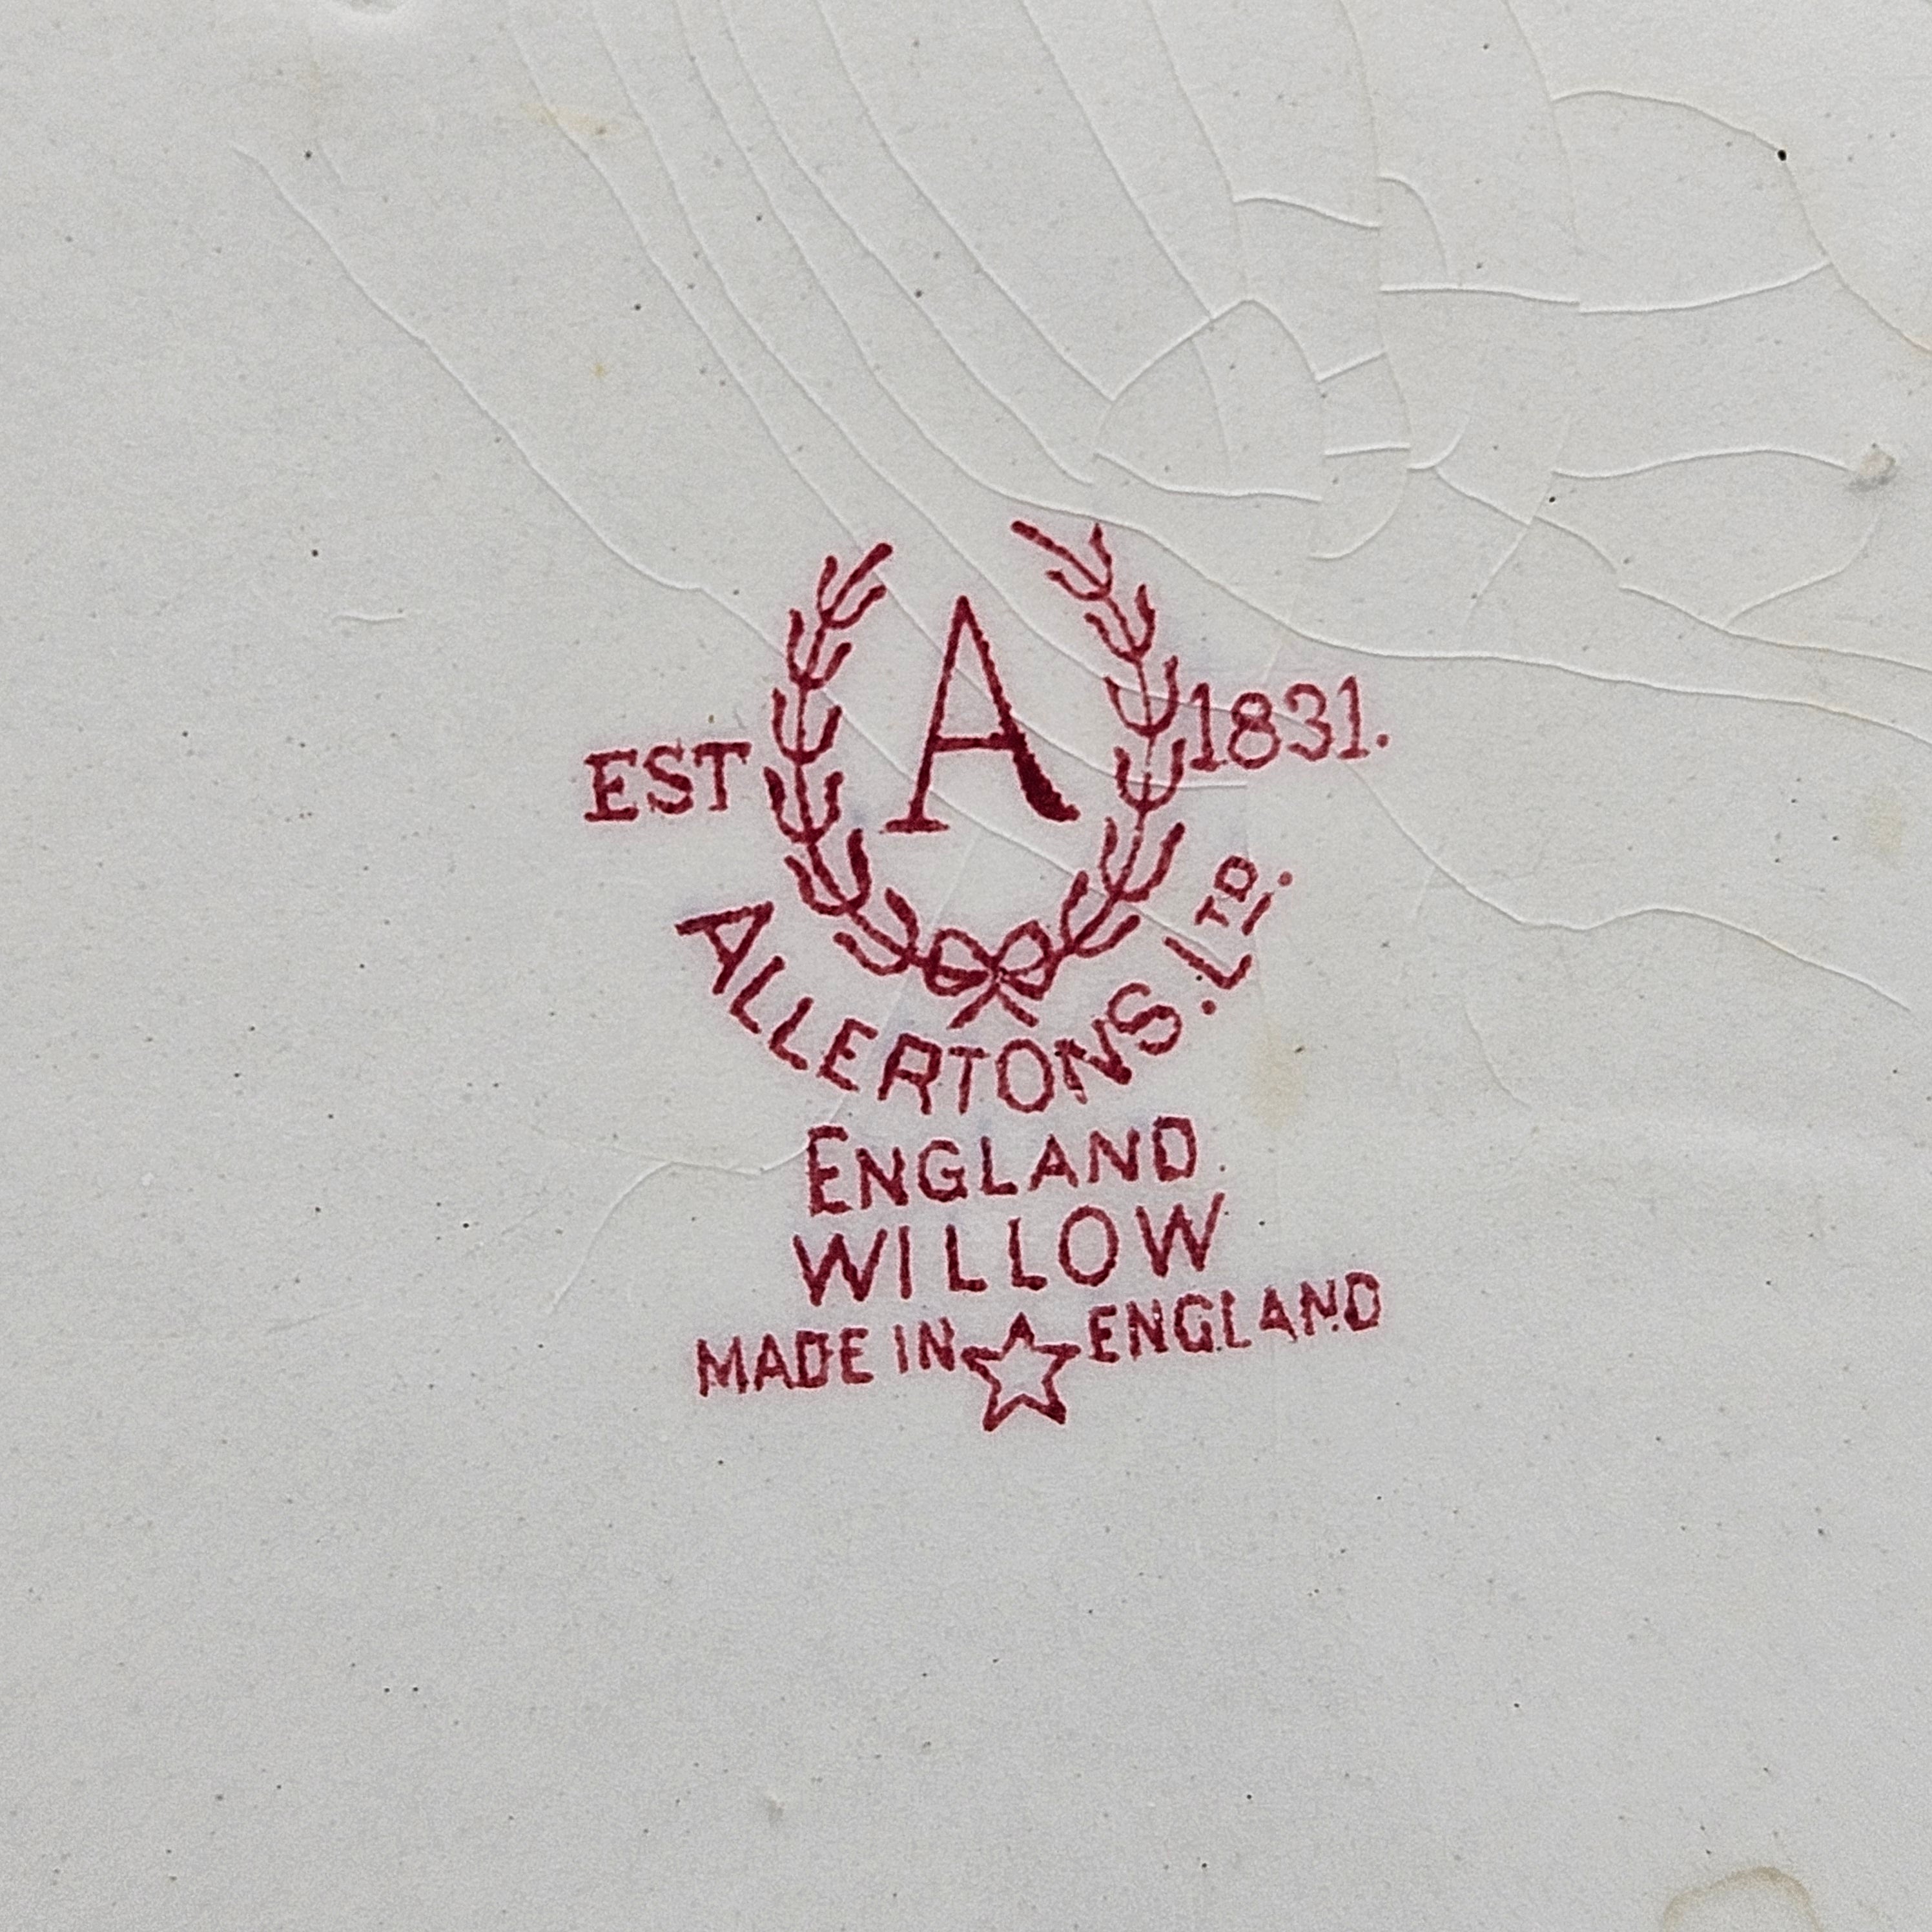 A
EST 1831.
ALLERTONS. LTD.
ENGLAND
WILLOW
MADE IN ENGLAND